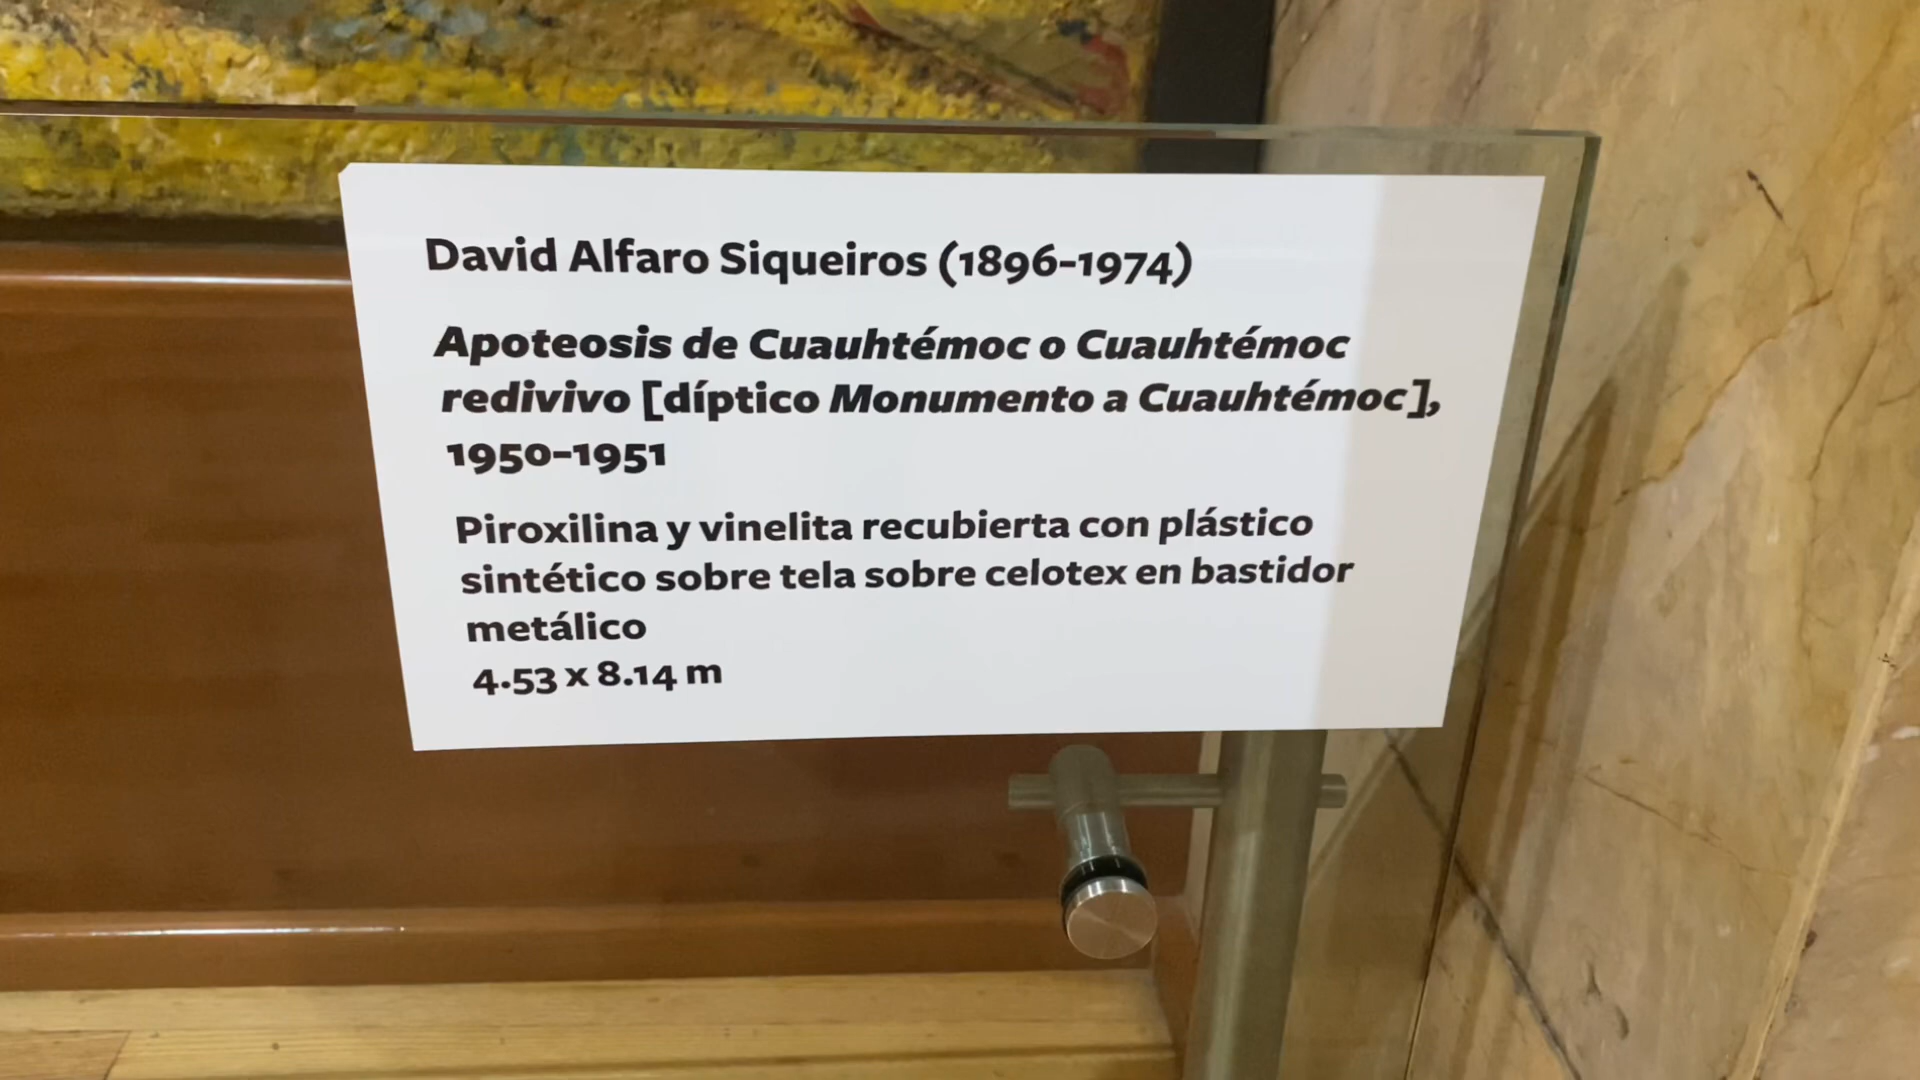 David Alfaro Siqueiros (1896-1974)
Apoteosis de Cuauhtémoc o Cuauhtémoc
redivivo [díptico Monumento a Cuauhtémoc],
1950-1951
Piroxilina y vinelita recubierta con plástico
sintético sobre tela sobre celotex en bastidor
metálico
4.53 x 8.14 m